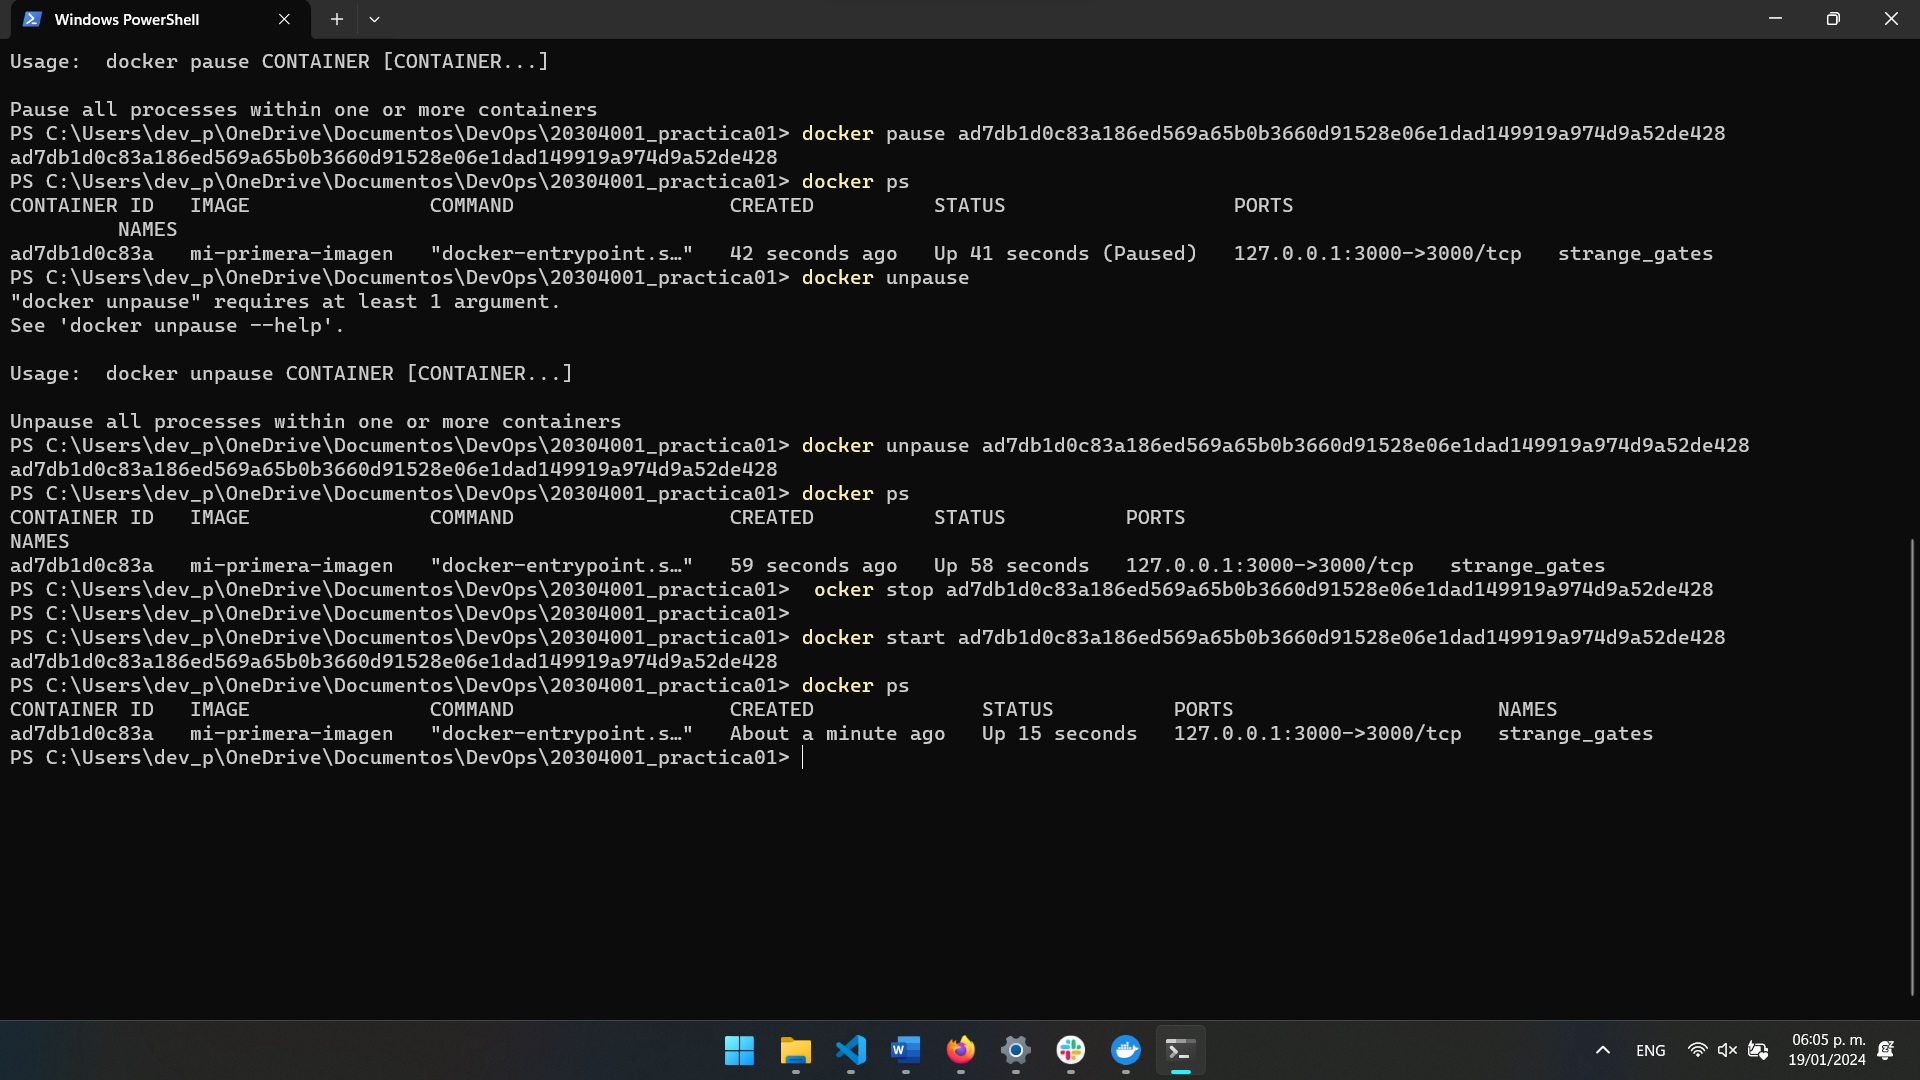 Windows PowerShell
Usage:  docker pause CONTAINER [CONTAINER...]
Pause all processes within one or more containers
PS C:\Users\dev_p\OneDrive\Documentos\DevOps\20304001_practica01> docker pause ad7db1d0c83a186ed569a65b0b3660d91528e06e1dad149919a974d9a52de428
ad7db1d0c83a186ed569a65b0b3660d91528e06e1dad149919a974d9a52de428
PS C:\Users\dev_p\OneDrive\Documentos\DevOps\20304001_practica01> docker ps
CONTAINER ID   IMAGE               COMMAND                  CREATED          STATUS                   PORTS
         NAMES
ad7db1d0c83a   mi-primera-imagen   "docker-entrypoint.s…"   42 seconds ago   Up 41 seconds (Paused)   127.0.0.1:3000->3000/tcp   strange_gates
PS C:\Users\dev_p\OneDrive\Documentos\DevOps\20304001_practica01> docker unpause
"docker unpause" requires at least 1 argument.
See 'docker unpause --help'.
Usage:  docker unpause CONTAINER [CONTAINER...]
Unpause all processes within one or more containers
PS C:\Users\dev_p\OneDrive\Documentos\DevOps\20304001_practica01> docker unpause ad7db1d0c83a186ed569a65b0b3660d91528e06e1dad149919a974d9a52de428
ad7db1d0c83a186ed569a65b0b3660d91528e06e1dad149919a974d9a52de428
PS C:\Users\dev_p\OneDrive\Documentos\DevOps\20304001_practica01> docker ps
CONTAINER ID   IMAGE               COMMAND                  CREATED          STATUS          PORTS
NAMES
ad7db1d0c83a   mi-primera-imagen   "docker-entrypoint.s…"   59 seconds ago   Up 58 seconds   127.0.0.1:3000->3000/tcp   strange_gates
PS C:\Users\dev_p\OneDrive\Documentos\DevOps\20304001_practica01>  ocker stop ad7db1d0c83a186ed569a65b0b3660d91528e06e1dad149919a974d9a52de428
PS C:\Users\dev_p\OneDrive\Documentos\DevOps\20304001_practica01>
PS C:\Users\dev_p\OneDrive\Documentos\DevOps\20304001_practica01> docker start ad7db1d0c83a186ed569a65b0b3660d91528e06e1dad149919a974d9a52de428
ad7db1d0c83a186ed569a65b0b3660d91528e06e1dad149919a974d9a52de428
PS C:\Users\dev_p\OneDrive\Documentos\DevOps\20304001_practica01> docker ps
CONTAINER ID   IMAGE               COMMAND                  CREATED              STATUS          PORTS                      NAMES
ad7db1d0c83a   mi-primera-imagen   "docker-entrypoint.s…"   About a minute ago   Up 15 seconds   127.0.0.1:3000->3000/tcp   strange_gates
PS C:\Users\dev_p\OneDrive\Documentos\DevOps\20304001_practica01>
ENG
06:05 p. m.
19/01/2024